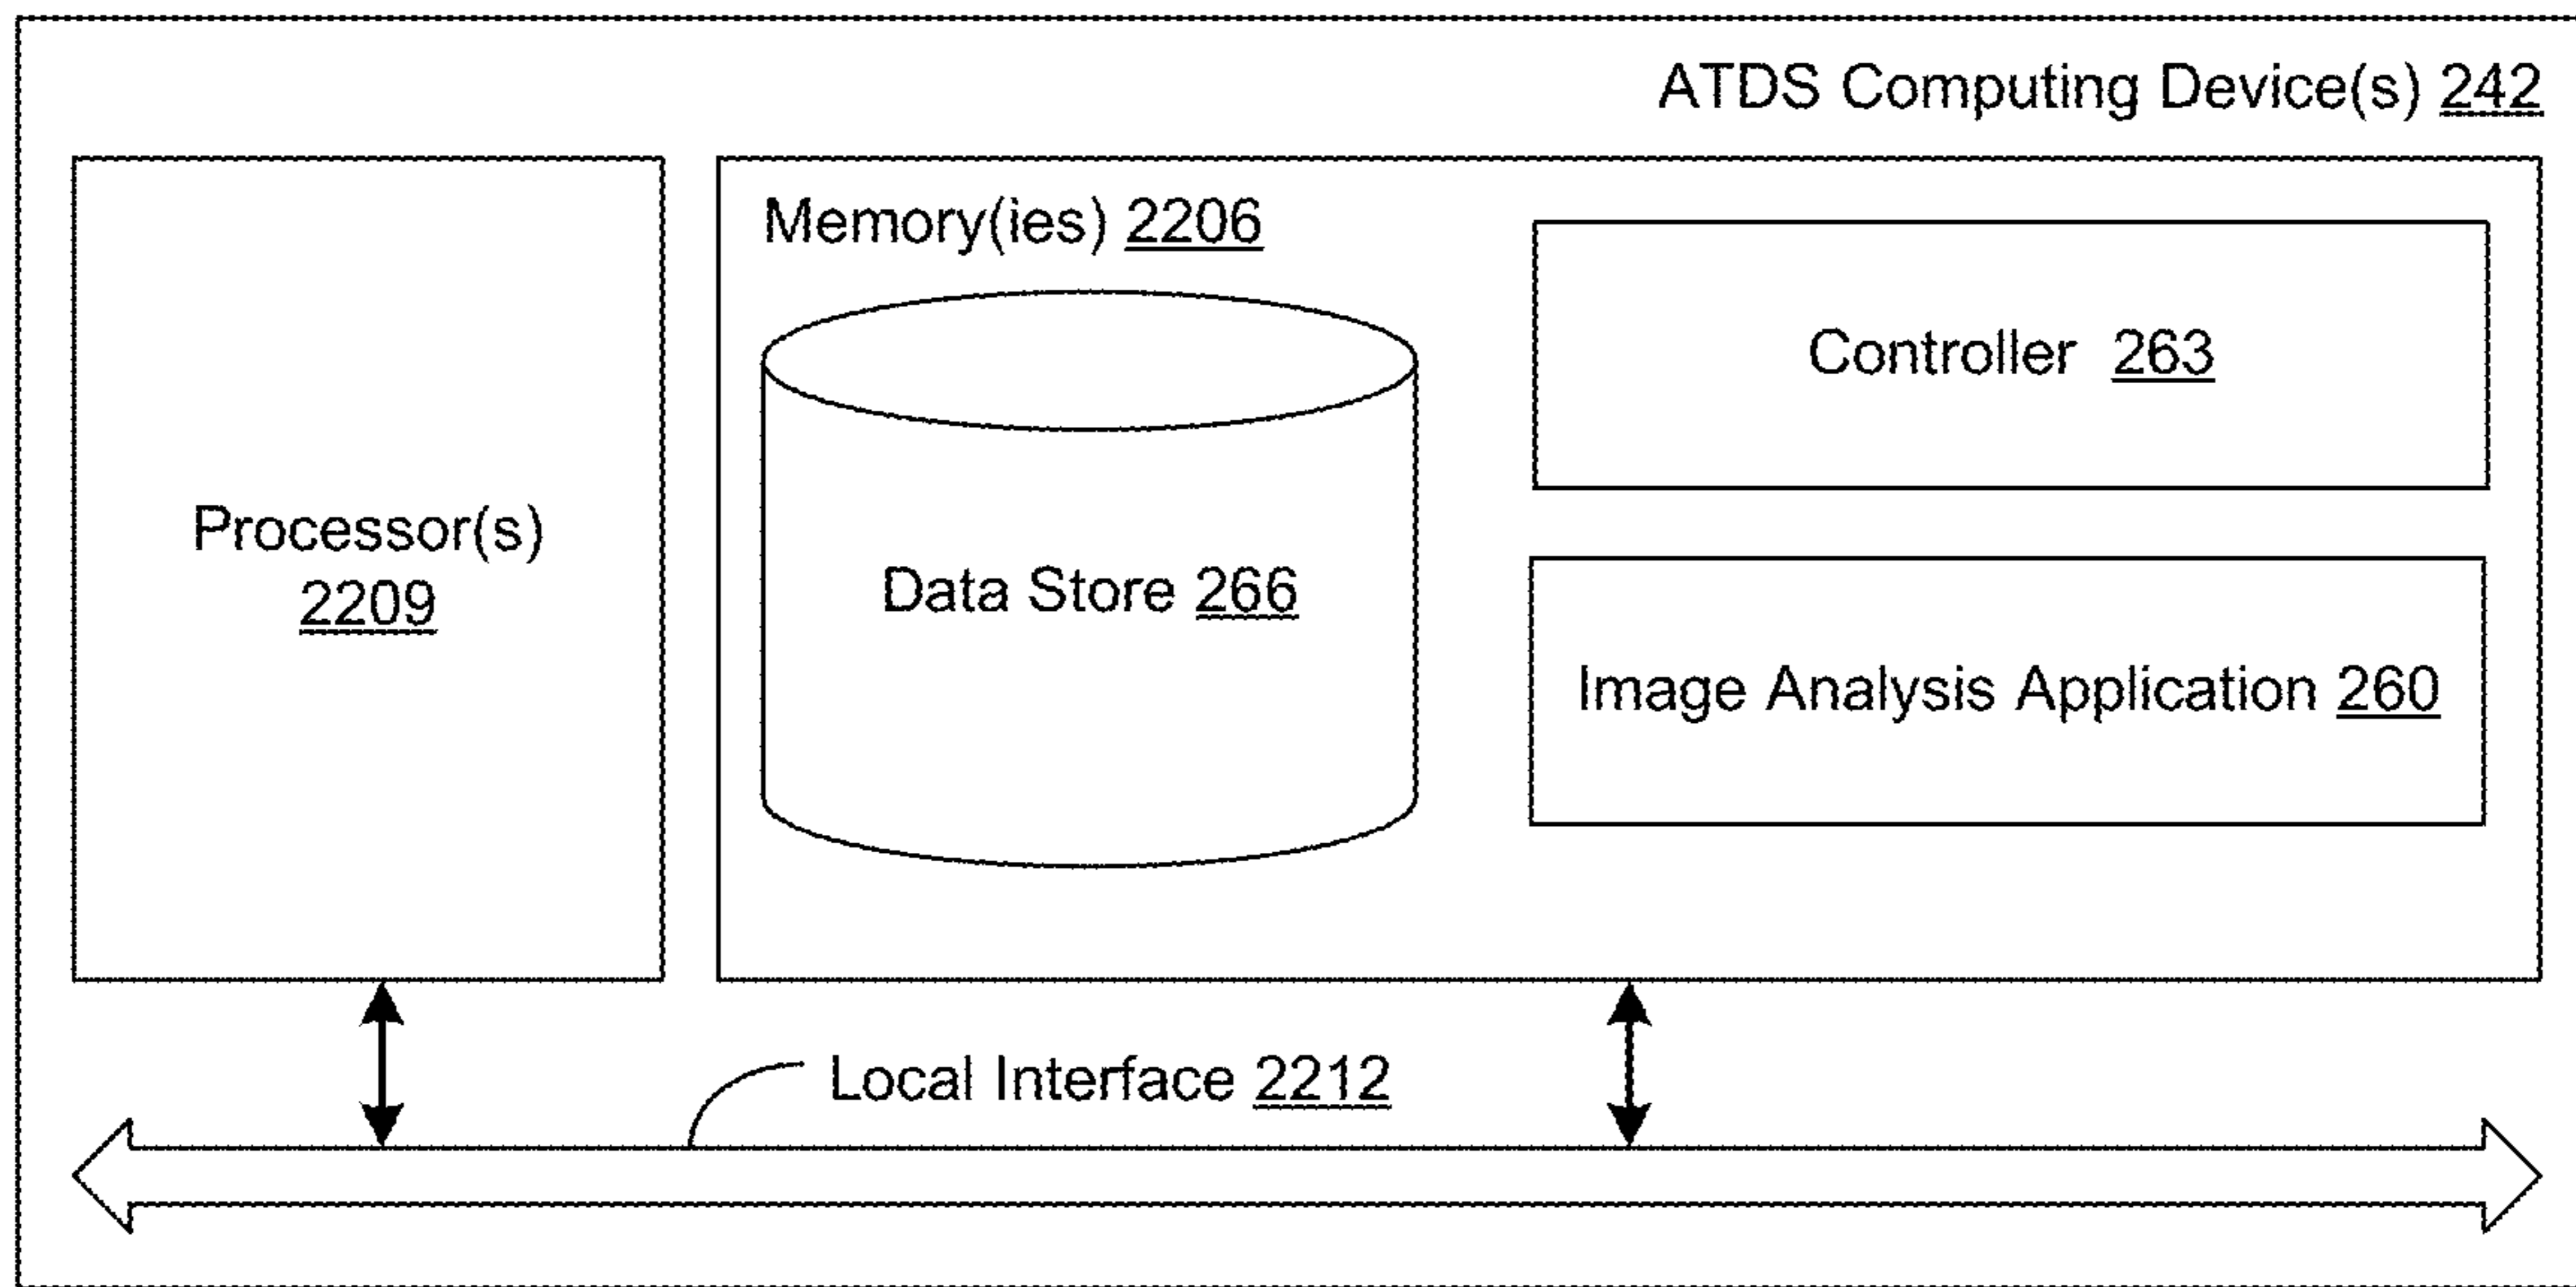 ATDS Computing Device(s) 242
Processor(s)
2209
Memory(ies) 2206
Data Store 266
Controller 263
Image Analysis Application 260
Local Interface 2212